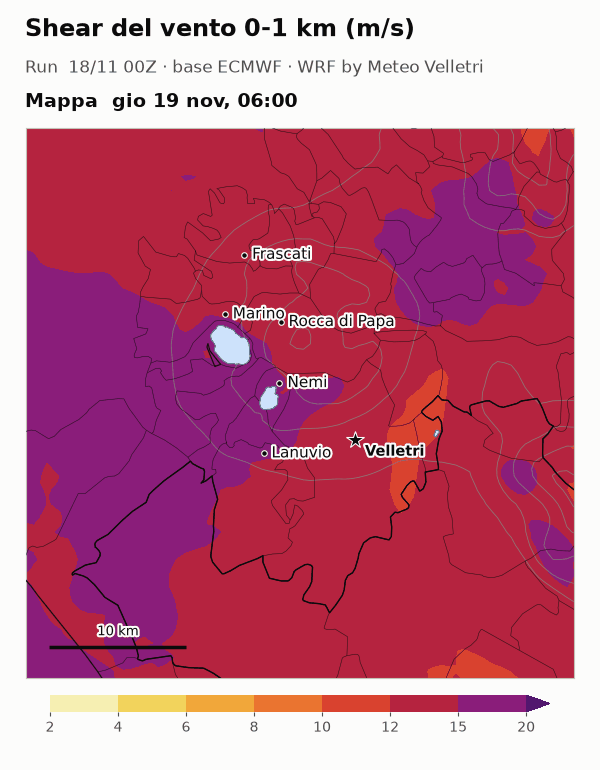 Shear del vento 0-1 km (m/s)
Run  18/11 00Z · base ECMWF · WRF by Meteo Velletri
Mappa  gio 19 nov, 06:00
Frascati
Marino
Rocca di Papa
Nemi
Velletri
Lanuvio
10 km
2 4 6 8 10 12 15 20